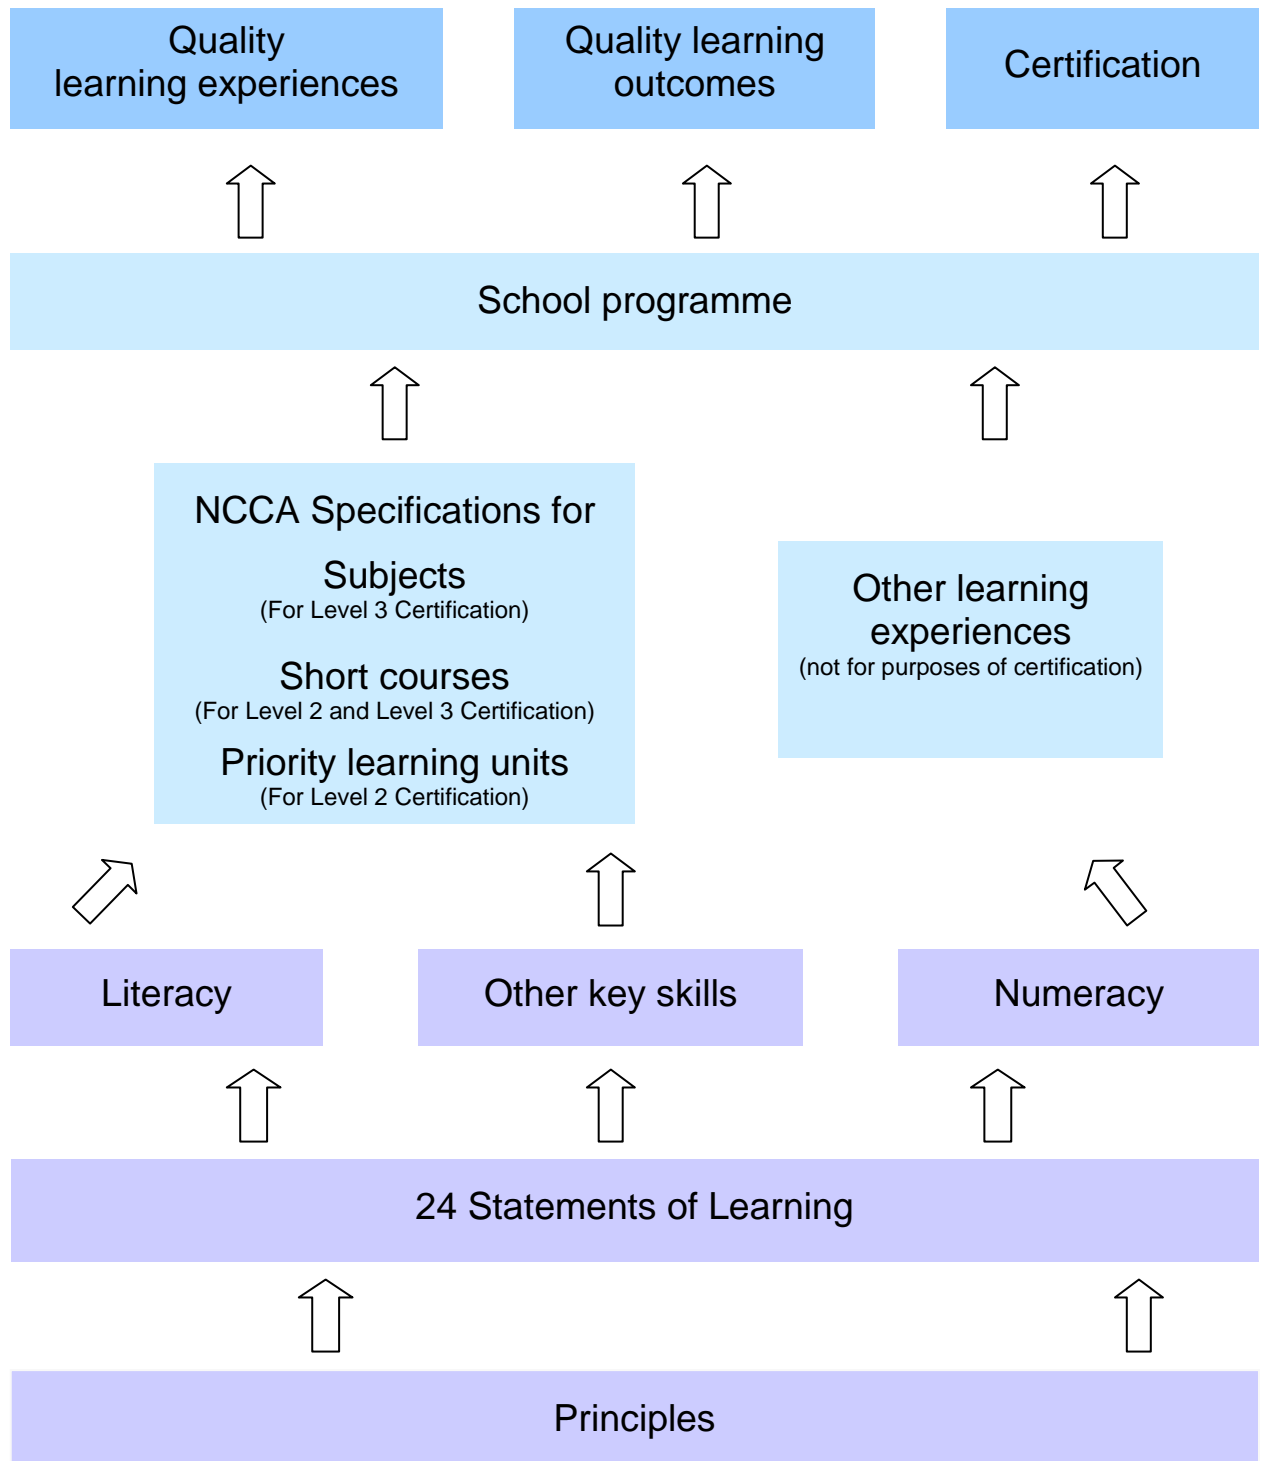 Quality
learning experiences
Quality learning
outcomes
Certification
School programme
NCCA Specifications for
Subjects
(For Level 3 Certification)
Short courses
(For Level 2 and Level 3 Certification)
Priority learning units
(For Level 2 Certification)
Other learning
experiences
(not for purposes of certification)
Literacy
Other key skills
Numeracy
24 Statements of Learning
Principles